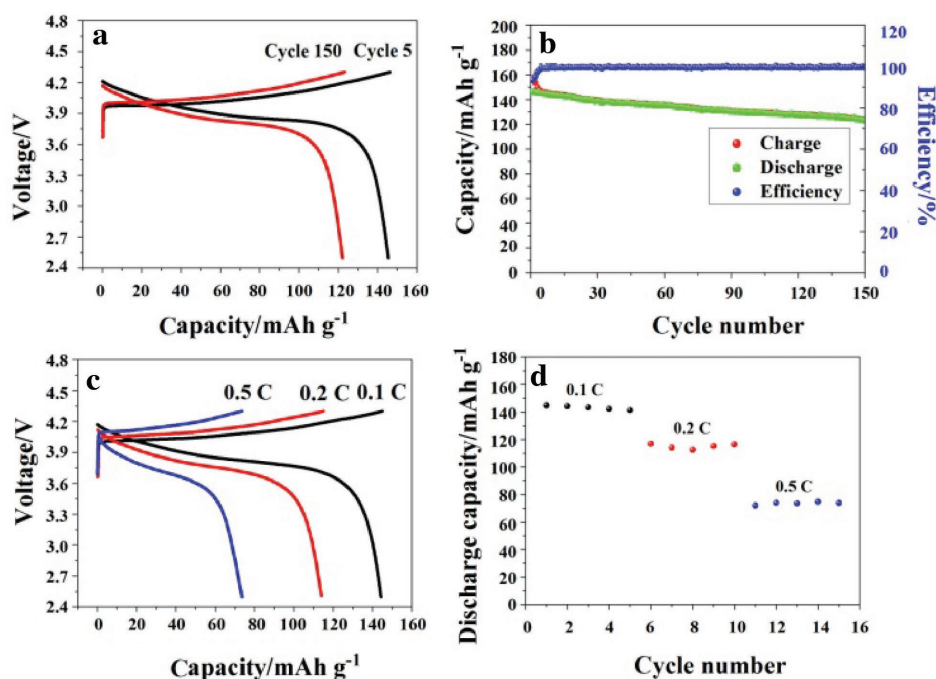 a
Cycle 150 Cycle 5
4.8
4.5
4.2
3.9
3.6
3.3
3.0
2.7
2.4
Voltage/V
0 20 40 60 80 100 120 140 160
Capacity/mAh g-1
b
200
180
160
140
120
100
80
60
40
20
0
Capacity/mAh g-1
Charge
Discharge
Efficiency
120
100
80
60
40
20
0
Efficiency/%
0 30 60 90 120 150
Cycle number
c
0.5 C 0.2 C 0.1 C
4.8
4.5
4.2
3.9
3.6
3.3
3.0
2.7
2.4
Voltage/V
0 20 40 60 80 100 120 140 160
Capacity/mAh g-1
d
180
160
140
120
100
80
60
40
20
0
Discharge capacity/mAh g-1
0.1 C
0.2 C
0.5 C
0 2 4 6 8 10 12 14 16
Cycle number